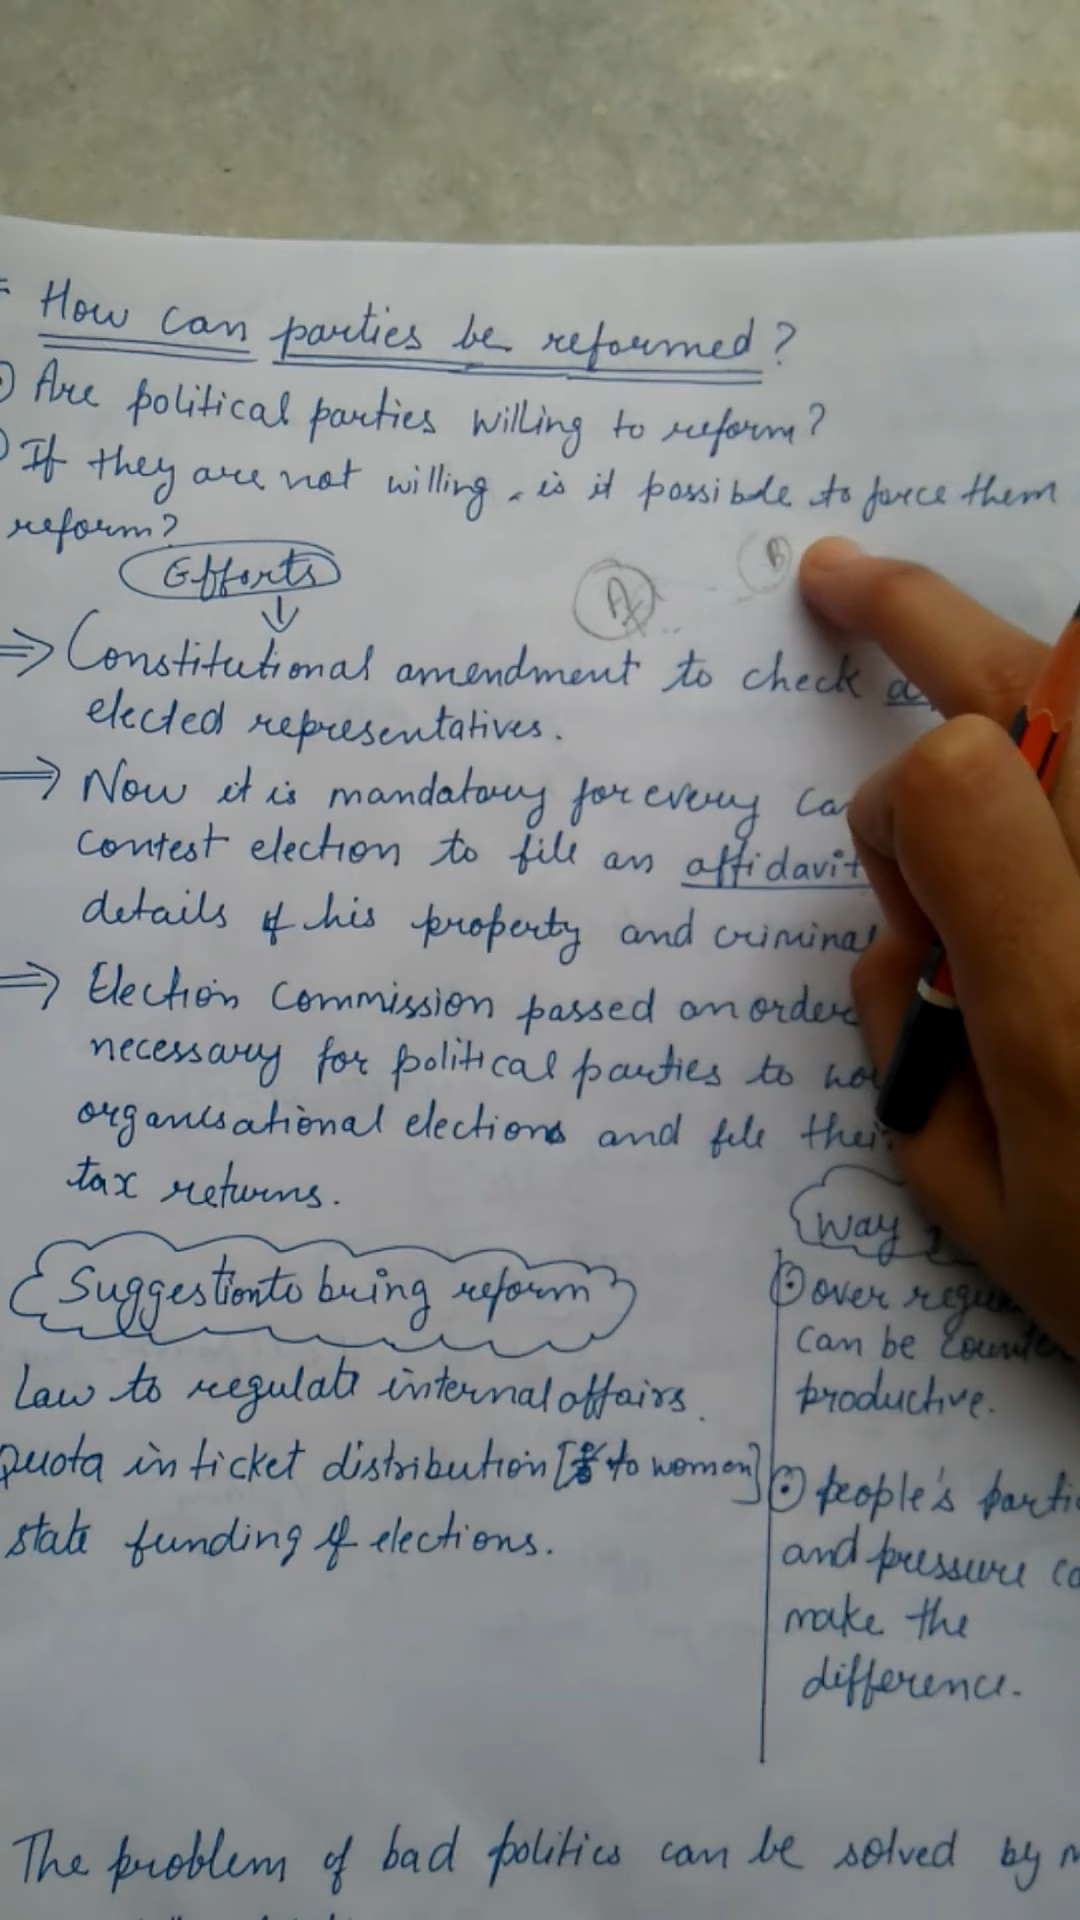 How can parties be reformed?
Are political parties willing to reform?
If they are not willing, is it possible to force them
reform?
Efforts
A B
Constitutional amendment to check
elected representatives.
Now it is mandatory for every
contest election to file an affidavit
details of his property and criminal
Election Commission passed an order
necessary for political parties to
organisational elections and file their
tax returns.
Suggestion to bring reform
Law to regulate internal affairs.
Quota in ticket distribution [to women]
state funding of elections.
Way
over
can be counter
productive.
people's
and pressure
make the
difference.
The problem of bad politics can be solved by